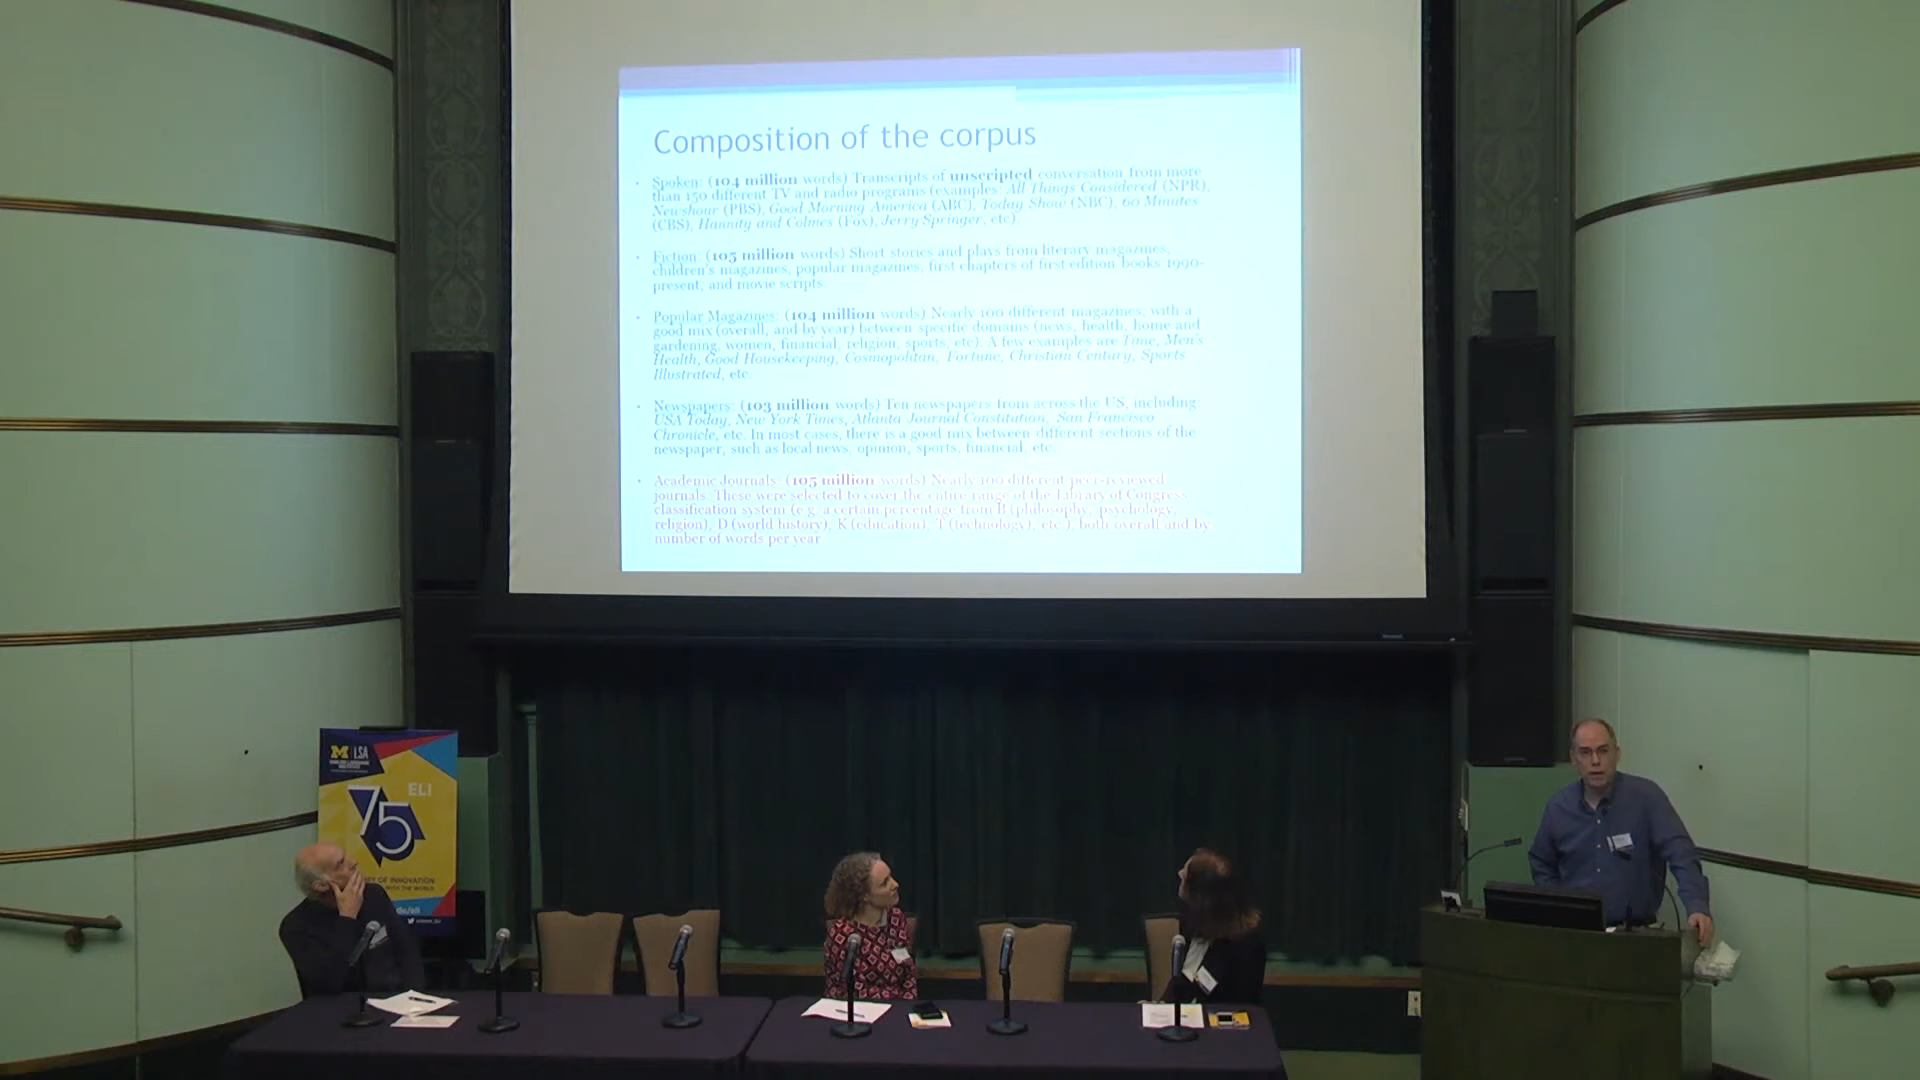 Composition of the corpus
• Spoken: (104 million words) Transcripts of unscripted conversation from more
than 150 different TV and radio programs (examples: All Things Considered (NPR),
Newshour (PBS), Good Morning America (ABC), Today Show (NBC), 60 Minutes
(CBS), Hannity and Colmes (Fox), Jerry Springer, etc).
• Fiction: (105 million words) Short stories and plays from literary magazines,
children's magazines, popular magazines, first chapters of first edition books 1990-
present, and movie scripts.
• Popular Magazines: (104 million words) Nearly 100 different magazines, with a
good mix (overall, and by year) between specific domains (news, health, home and
gardening, women, financial, religion, sports, etc). A few examples are Time, Men's
Health, Good Housekeeping, Cosmopolitan, Fortune, Christian Century, Sports
Illustrated, etc.
• Newspapers: (103 million words) Ten newspapers from across the US, including:
USA Today, New York Times, Atlanta Journal Constitution, San Francisco
Chronicle, etc. In most cases, there is a good mix between different sections of the
newspaper, such as local news, opinion, sports, financial, etc.
• Academic Journals: (105 million words) Nearly 100 different peer-reviewed
journals. These were selected to cover the entire range of the Library of Congress
classification system (e.g. a certain percentage from B (philosophy, psychology,
religion), D (world history), K (education), T (technology), etc.), both overall and by
number of words per year
M LSA
ENGLISH LANGUAGE
INSTITUTE
ELI
75
OF INNOVATION
WITH THE WORLD